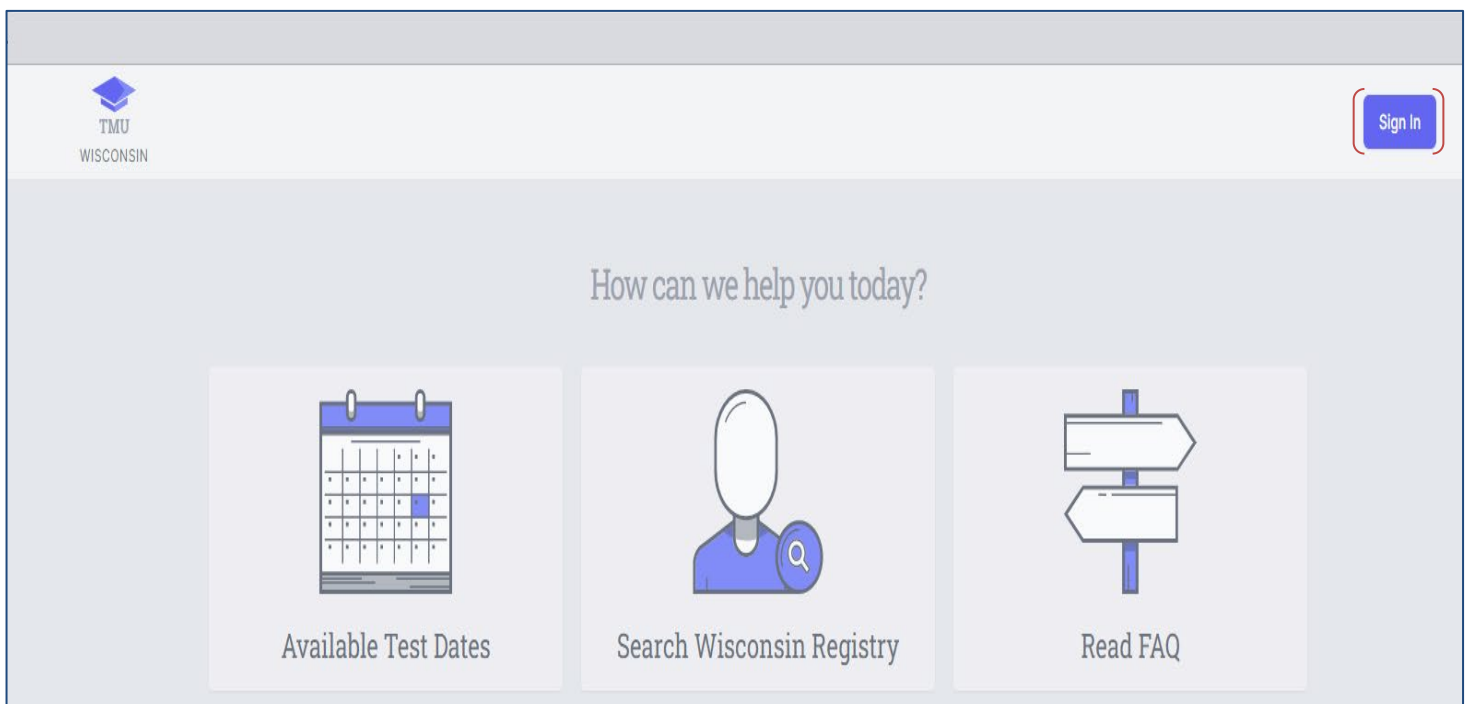 TMU
WISCONSIN
Sign In
How can we help you today?
Available Test Dates
Search Wisconsin Registry
Read FAQ